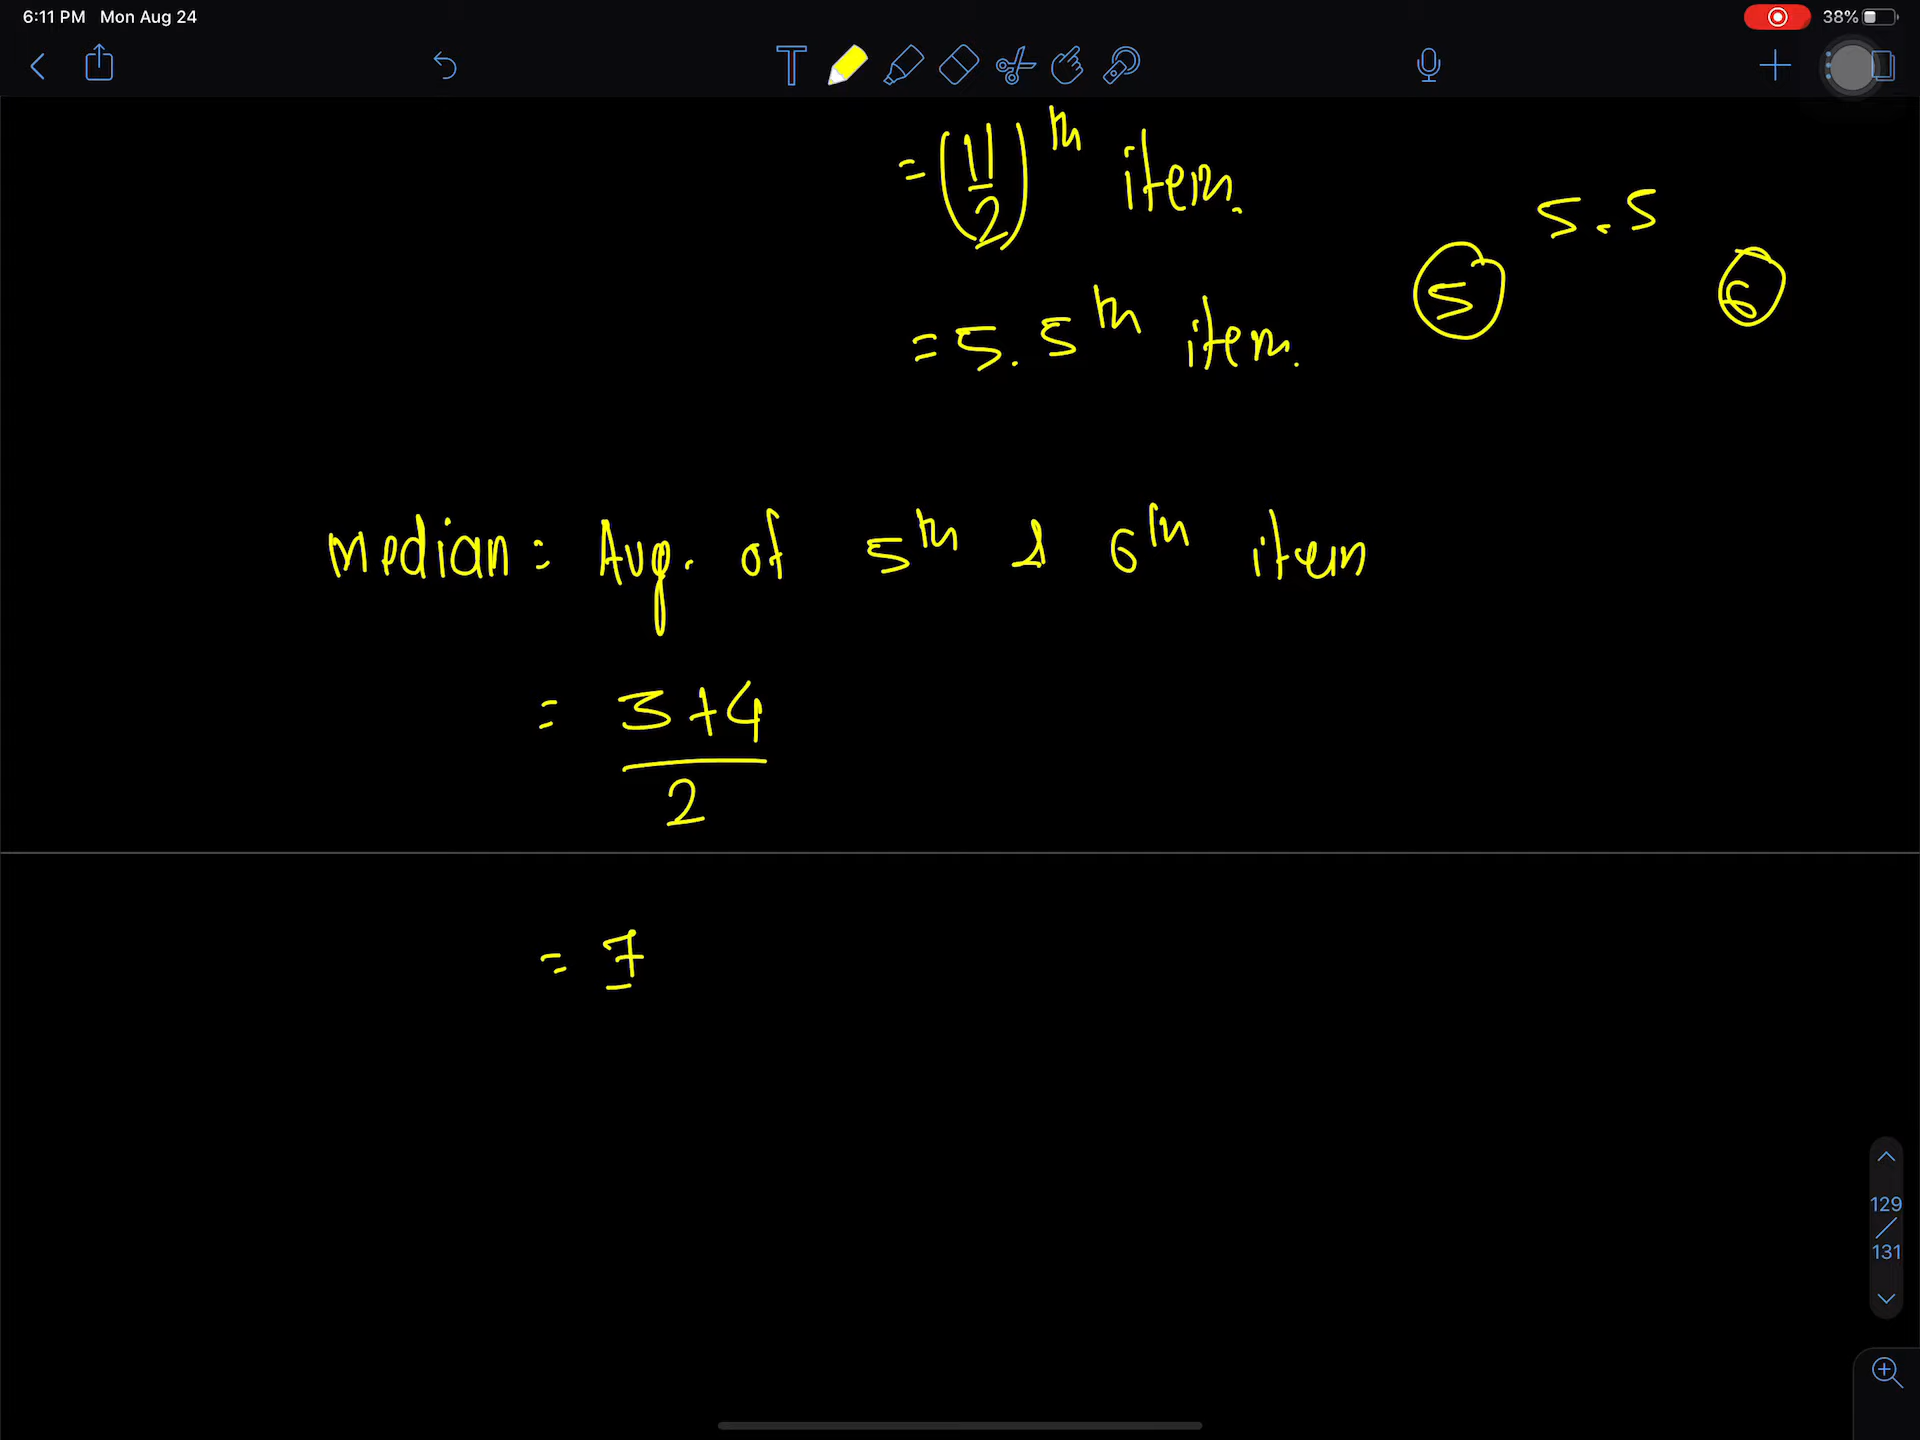 6:11 PM Mon Aug 24
38%
T
= (11/2)th item.
5.5
5 6
= 5.5th item.
Median = Avg. of 5th & 6th item
= 3+4
2
= 7
129
/
131